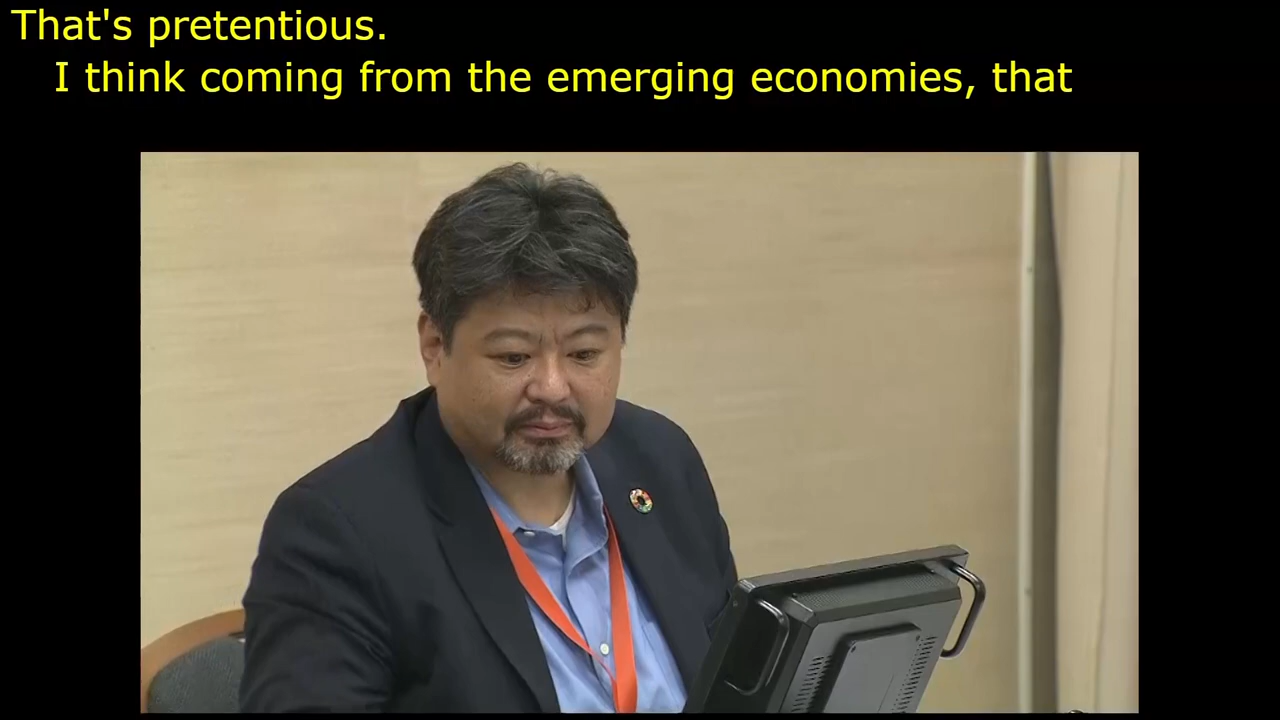 That's pretentious.
I think coming from the emerging economies, that